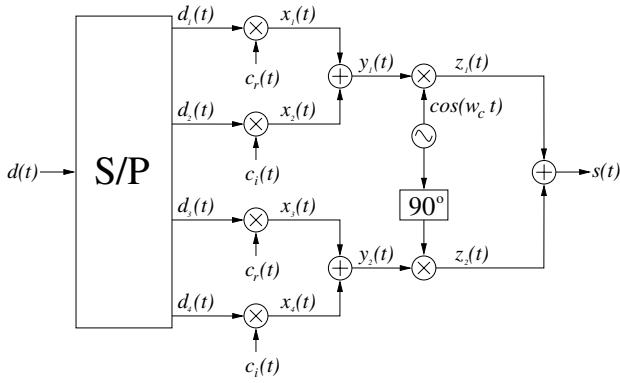 d₁(t) x₁(t)
c_r(t)
y₁(t) z₁(t)
d₂(t) x₂(t) cos(w_c t)
c_i(t)
d(t) S/P s(t)
d₃(t) x₃(t) 90°
c_r(t)
y₂(t) z₂(t)
d₄(t) x₄(t)
c_i(t)